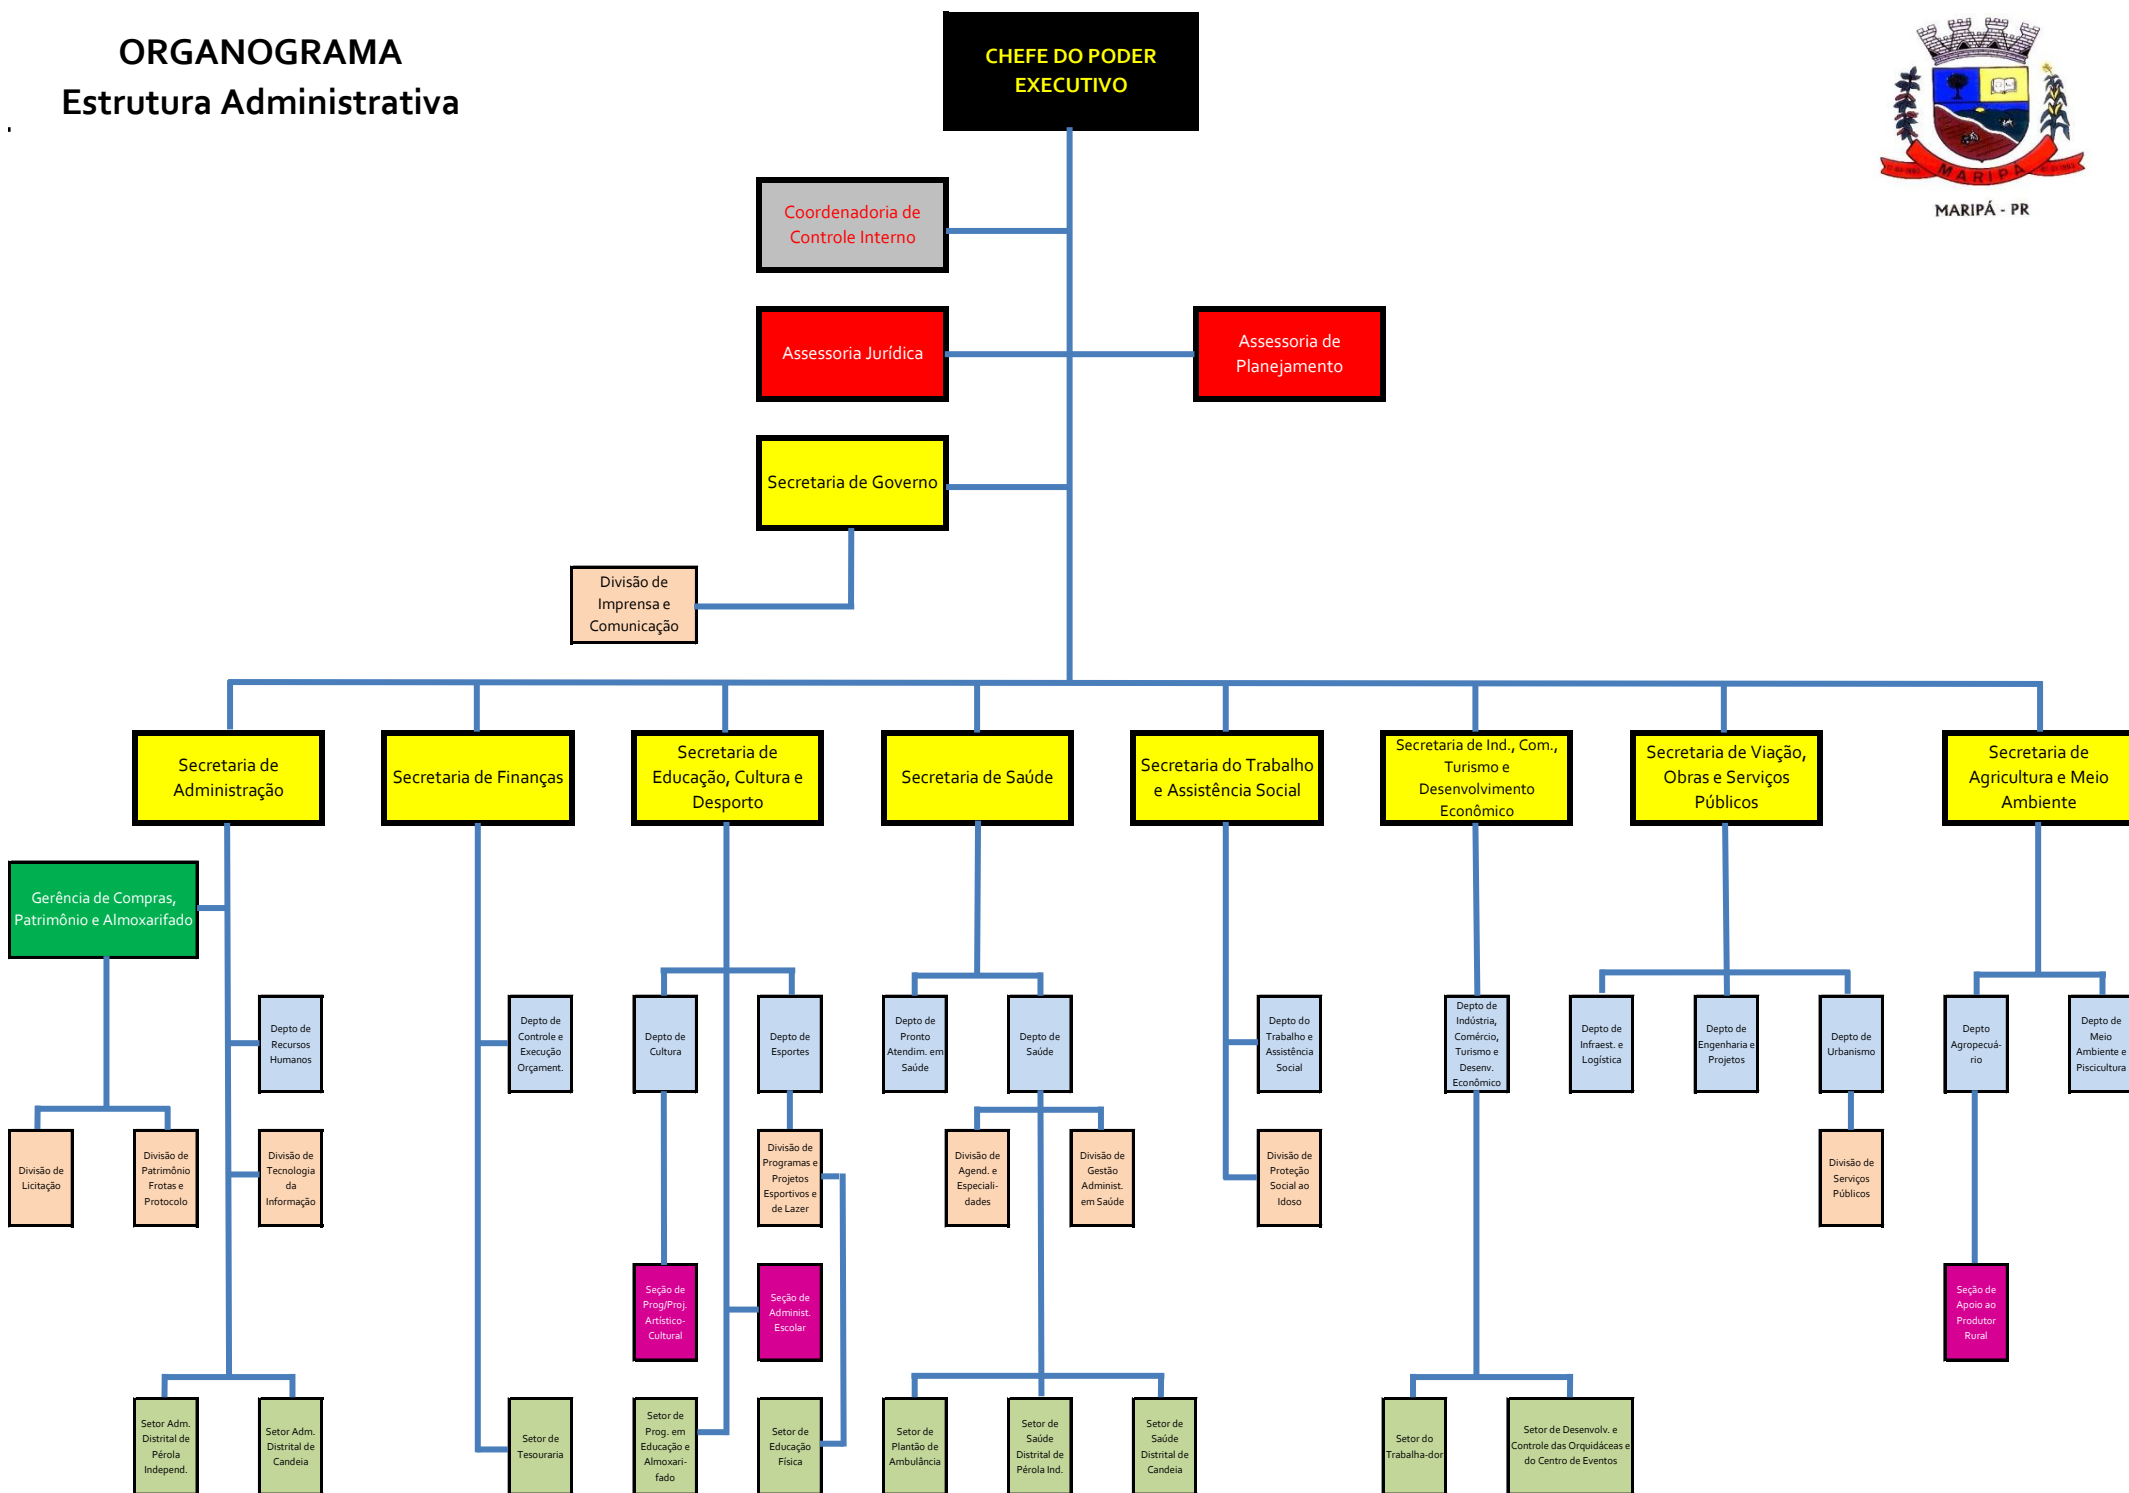 ORGANOGRAMA
Estrutura Administrativa
CHEFE DO PODER
EXECUTIVO
MARIPÁ
MARIPÁ - PR
Coordenadoria de
Controle Interno
Assessoria Jurídica
Assessoria de
Planejamento
Secretaria de Governo
Divisão de
Imprensa e
Comunicação
Secretaria de
Administração
Secretaria de Finanças
Secretaria de
Educação, Cultura e
Desporto
Secretaria de Saúde
Secretaria do Trabalho
e Assistência Social
Secretaria de Ind., Com.,
Turismo e
Desenvolvimento
Econômico
Secretaria de Viação,
Obras e Serviços
Públicos
Secretaria de
Agricultura e Meio
Ambiente
Gerência de Compras,
Patrimônio e Almoxarifado
Depto de
Recursos
Humanos
Depto de
Controle e
Execução
Orçament.
Depto de
Cultura
Depto de
Esportes
Depto de
Pronto
Atendim. em
Saúde
Depto de
Saúde
Depto do
Trabalho e
Assistência
Social
Depto de
Indústria,
Comércio,
Turismo e
Desenv.
Econômico
Depto de
Infraest. e
Logística
Depto de
Engenharia e
Projetos
Depto de
Urbanismo
Depto
Agropecuá-
rio
Depto de
Meio
Ambiente e
Piscicultura
Divisão de
Licitação
Divisão de
Patrimônio
Frotas e
Protocolo
Divisão de
Tecnologia
da
Informação
Divisão de
Programas e
Projetos
Esportivos e
de Lazer
Divisão de
Agend. e
Especiali-
dades
Divisão de
Gestão
Administ.
em Saúde
Divisão de
Proteção
Social ao
Idoso
Divisão de
Serviços
Públicos
Seção de
Prog/Proj.
Artístico-
Cultural
Seção de
Administ.
Escolar
Seção de
Apoio ao
Produtor
Rural
Setor Adm.
Distrital de
Pérola
Independ.
Setor Adm.
Distrital de
Candeia
Setor de
Tesouraria
Setor de
Prog. em
Educação e
Almoxari-
fado
Setor de
Educação
Física
Setor de
Plantão de
Ambulância
Setor de
Saúde
Distrital de
Pérola Ind.
Setor de
Saúde
Distrital de
Candeia
Setor do
Trabalha-dor
Setor de Desenvolv. e
Controle das Orquidáceas e
do Centro de Eventos